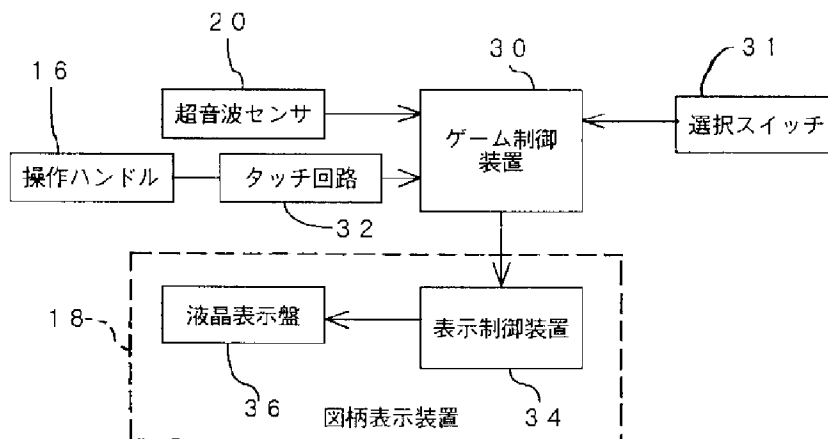 ２０
３０
３１
１６
超音波センサ
ゲーム制御
装置
選択スイッチ
操作ハンドル
タッチ回路
３２
１８
液晶表示盤
表示制御装置
３６
図柄表示装置
３４